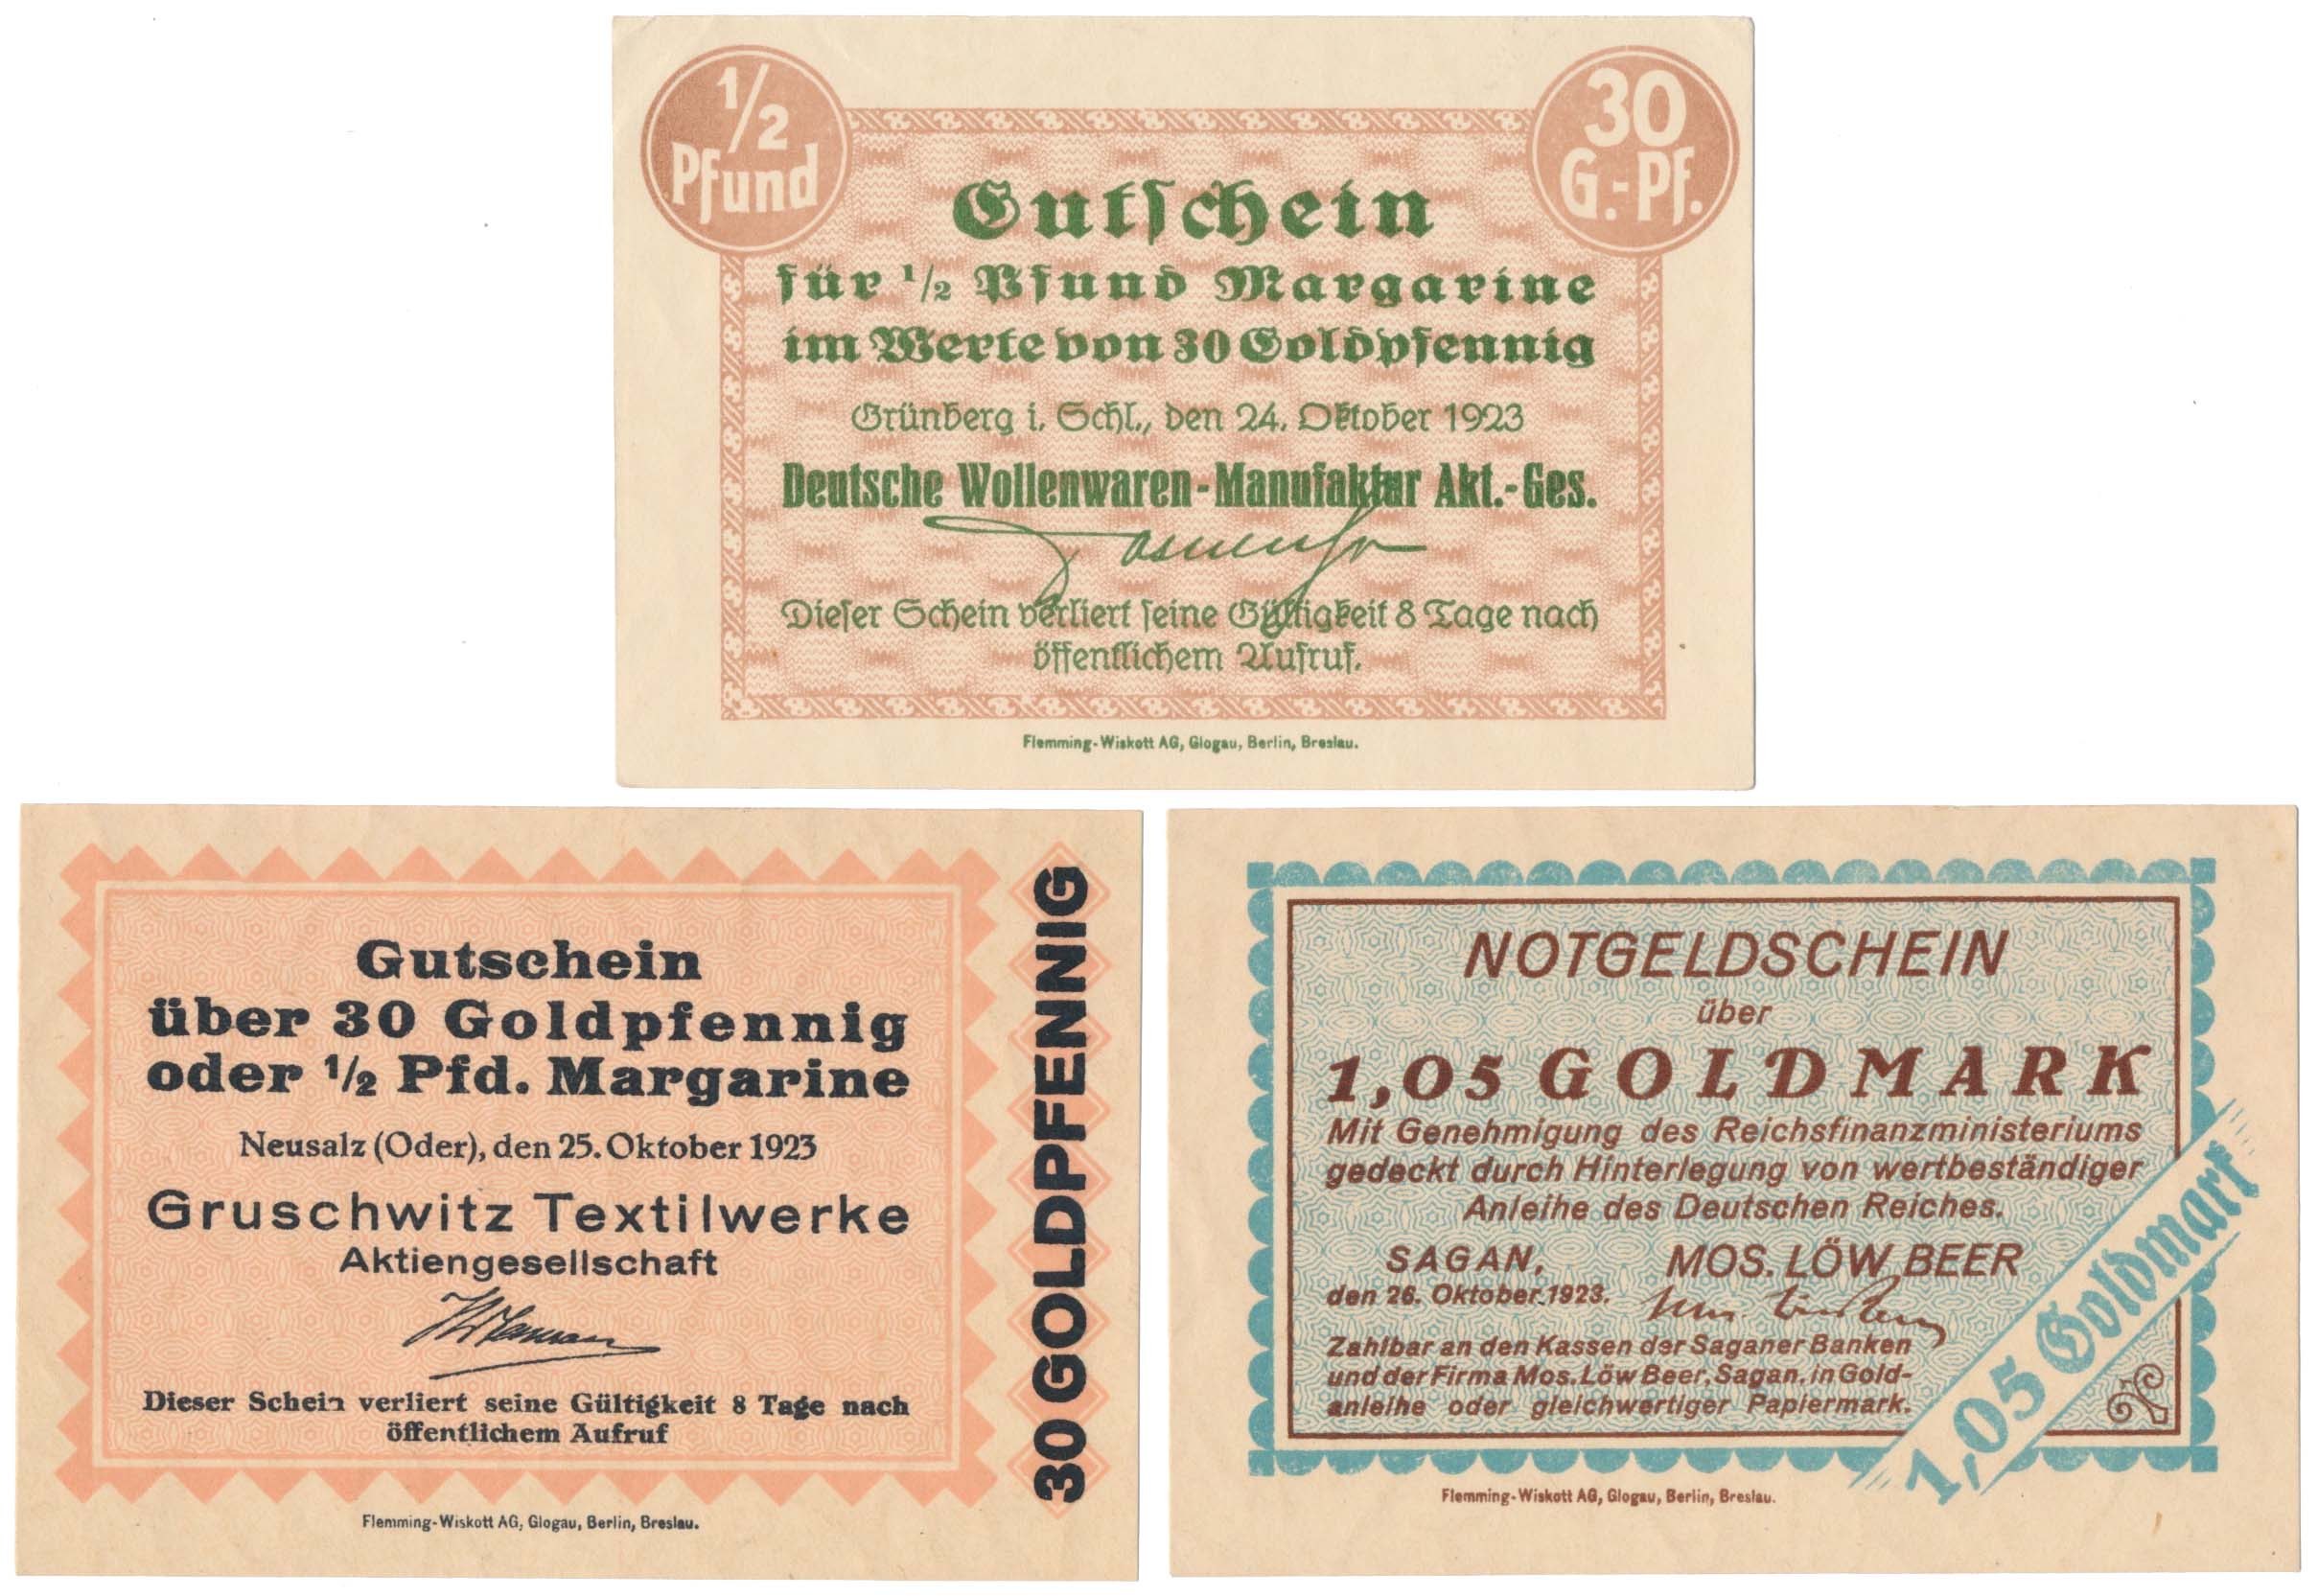 1/2
Pfund
30
G.-Pf.
Gutschein
für 1/2 Pfund Margarine
im Werte von 30 Goldpfennig
Grünberg i. Schl., den 24. Oktober 1923
Deutsche Wollenwaren-Manufaktur Akt.-Ges.
Dieser Schein verliert seine Gültigkeit 8 Tage nach
öffentlichem Aufruf.
Flemming-Wiskott AG, Glogau, Berlin, Breslau.
Gutschein
über 30 Goldpfennig
oder 1/2 Pfd. Margarine
Neusalz (Oder), den 25. Oktober 1923
Gruschwitz Textilwerke
Aktiengesellschaft
Dieser Schein verliert seine Gültigkeit 8 Tage nach
öffentlichem Aufruf
30 GOLDPFENNIG
Flemming-Wiskott AG, Glogau, Berlin, Breslau.
NOTGELDSCHEIN
über
1,05 GOLDMARK
Mit Genehmigung des Reichsfinanzministeriums
gedeckt durch Hinterlegung von wertbeständiger
Anleihe des Deutschen Reiches.
SAGAN, MOS. LÖW BEER
den 26. Oktober 1923.
Zahlbar an den Kassen der Saganer Banken
und der Firma Mos. Löw Beer, Sagan, in Gold-
anleihe oder gleichwertiger Papiermark.
1,05 Goldmark
Flemming-Wiskott AG, Glogau, Berlin, Breslau.